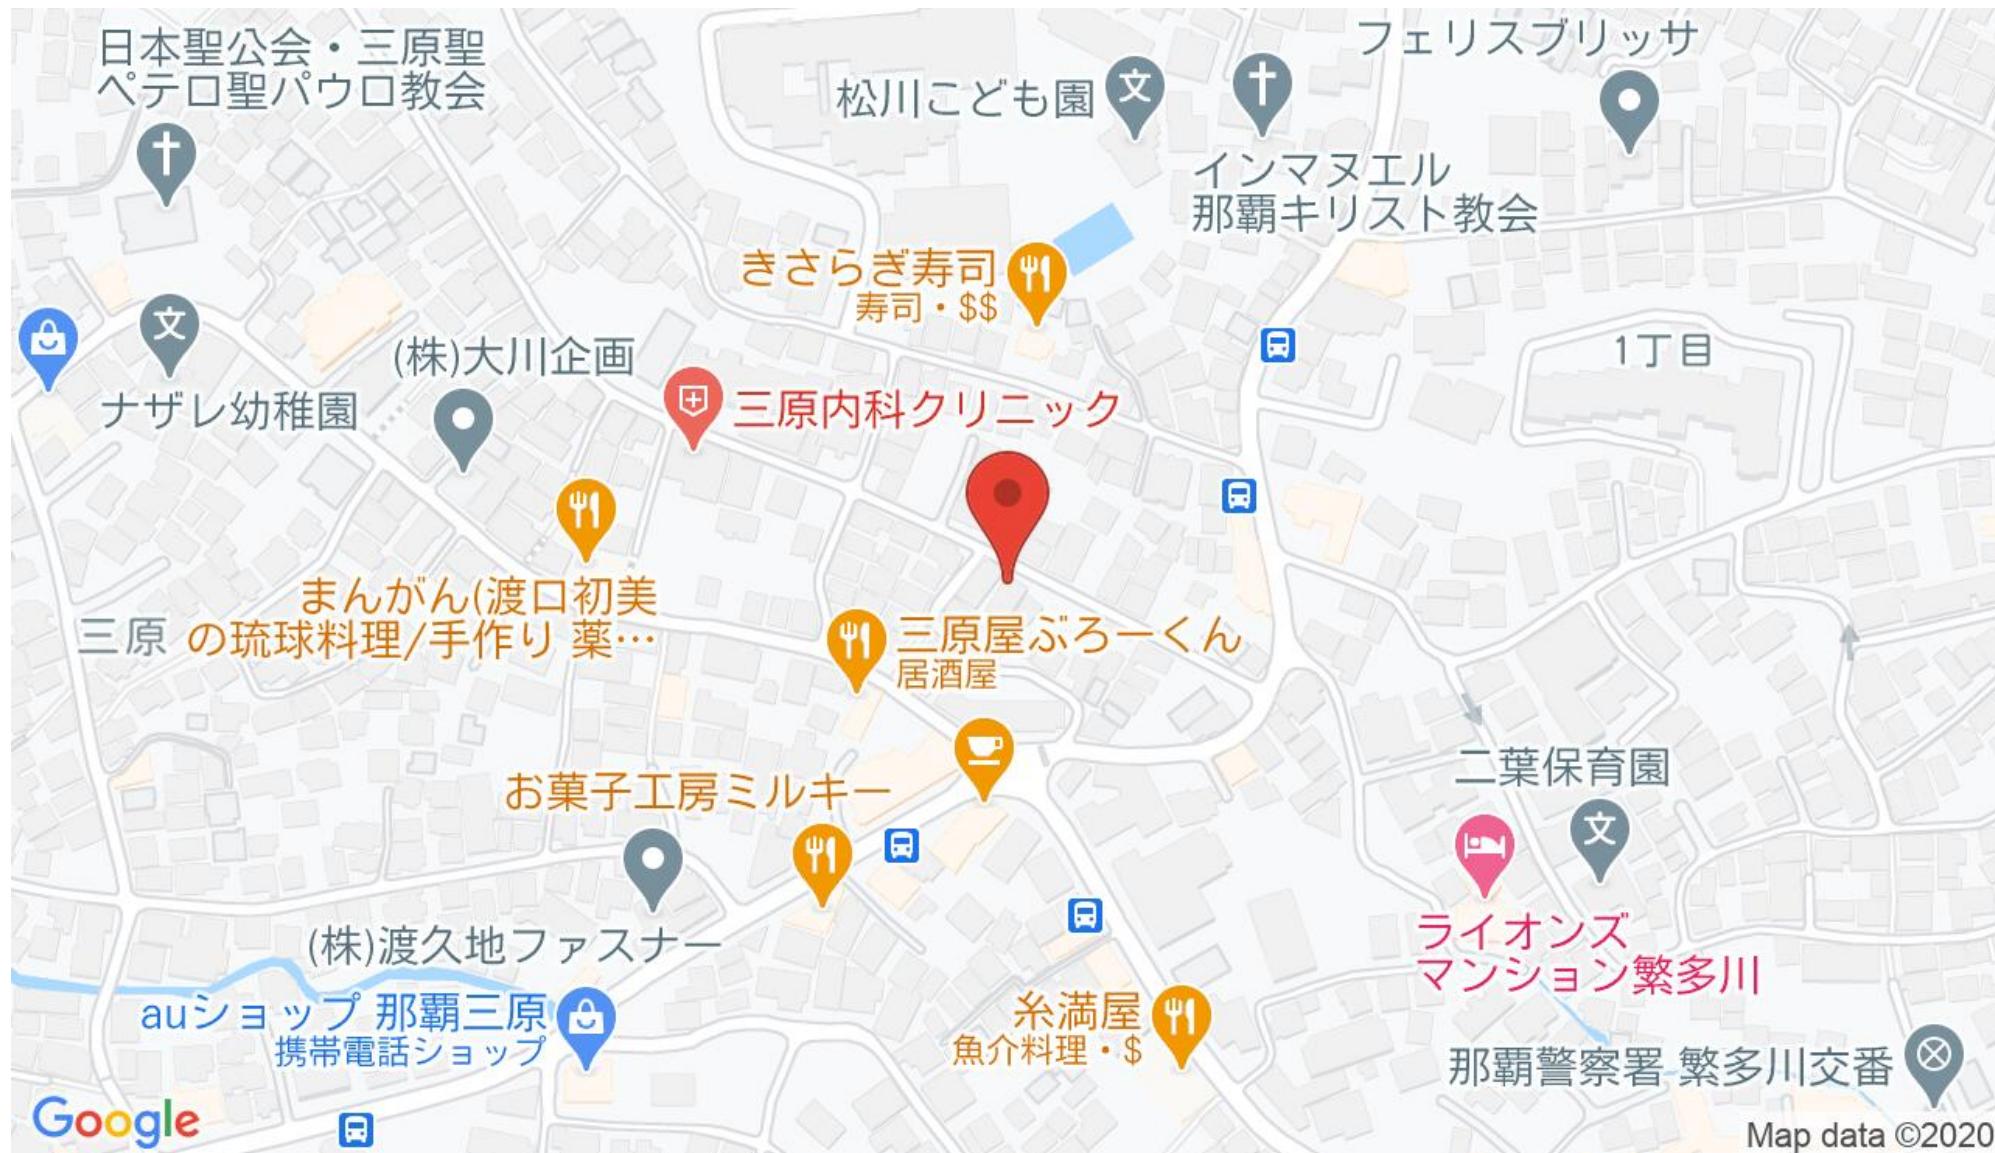 日本聖公会・三原聖
ペテロ聖パウロ教会
フェリスブリッサ
松川こども園
文
インマヌエル
那覇キリスト教会
きさらぎ寿司
寿司・$$
文
(株)大川企画
1丁目
ナザレ幼稚園
三原内科クリニック
まんがん(渡口初美
の琉球料理/手作り 薬…
三原
三原屋ぶろーくん
居酒屋
お菓子工房ミルキー
二葉保育園
文
(株)渡久地ファスナー
ライオンズ
マンション繁多川
auショップ 那覇三原
携帯電話ショップ
糸満屋
魚介料理・$
那覇警察署 繁多川交番
Google
Map data ©2020